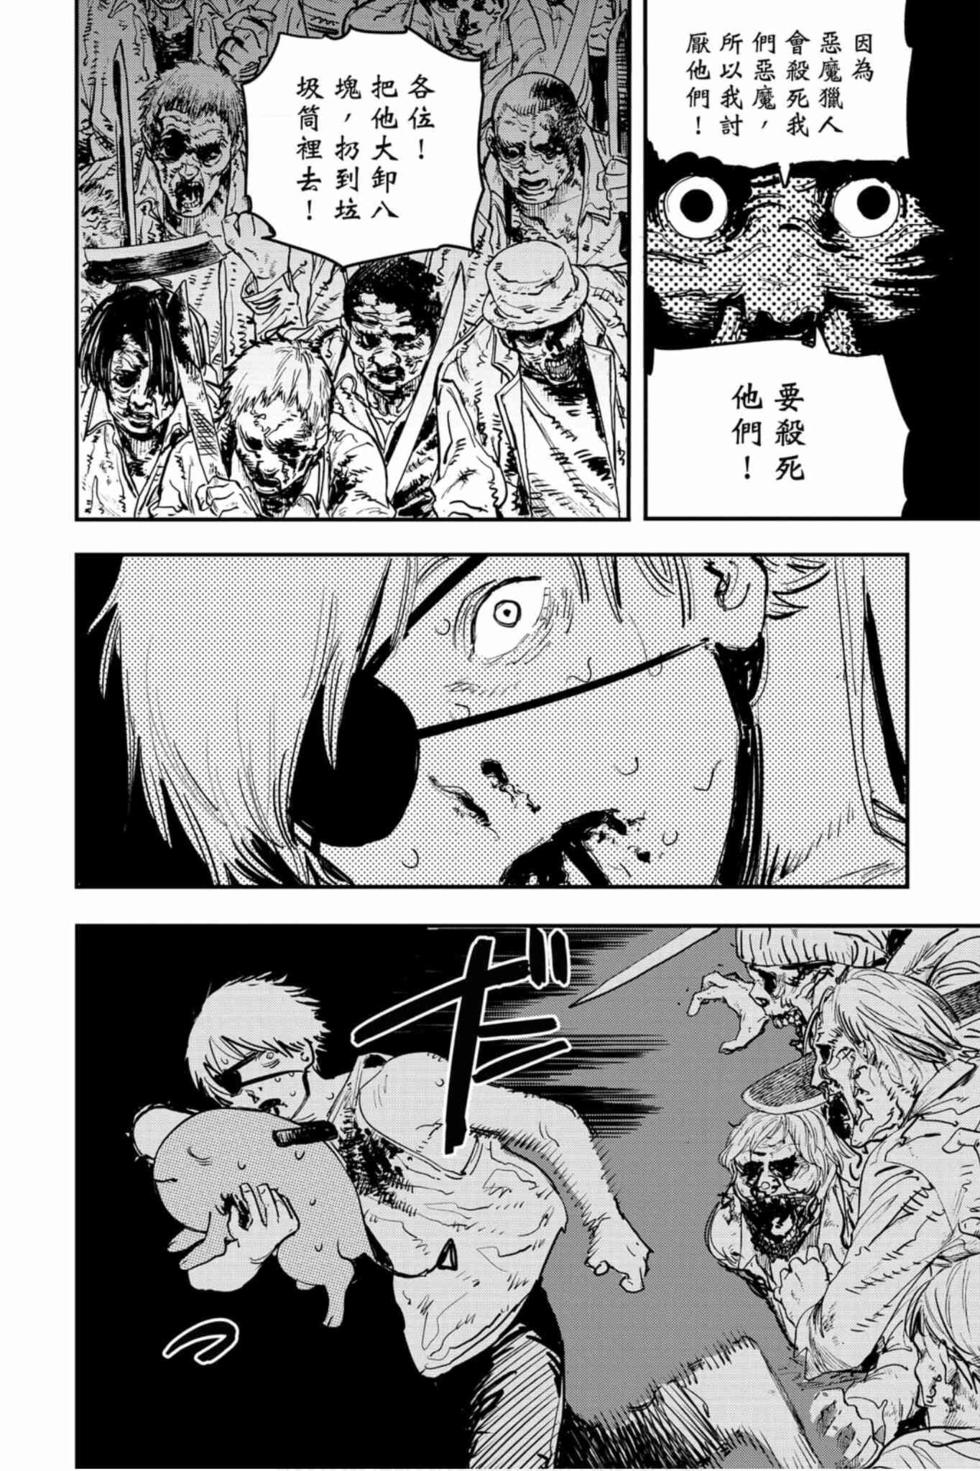 因為
惡魔獵人
會殺死我
們惡魔，
所以我討
厭他們！
要殺死
他們！
各位！
把他大卸八
塊，扔到垃
圾筒裡去！
ダッ